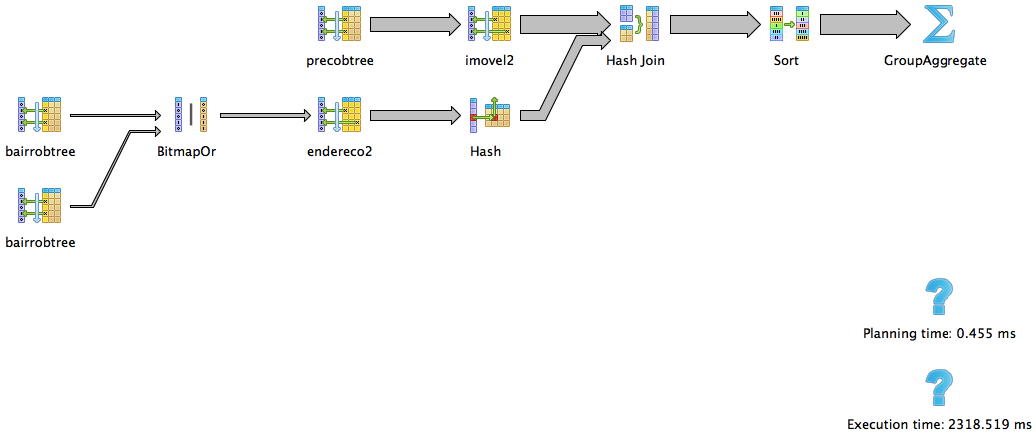 precobtree
imovel2
Hash Join
Sort
GroupAggregate
bairrobtree
BitmapOr
endereco2
Hash
bairrobtree
Planning time: 0.455 ms
Execution time: 2318.519 ms